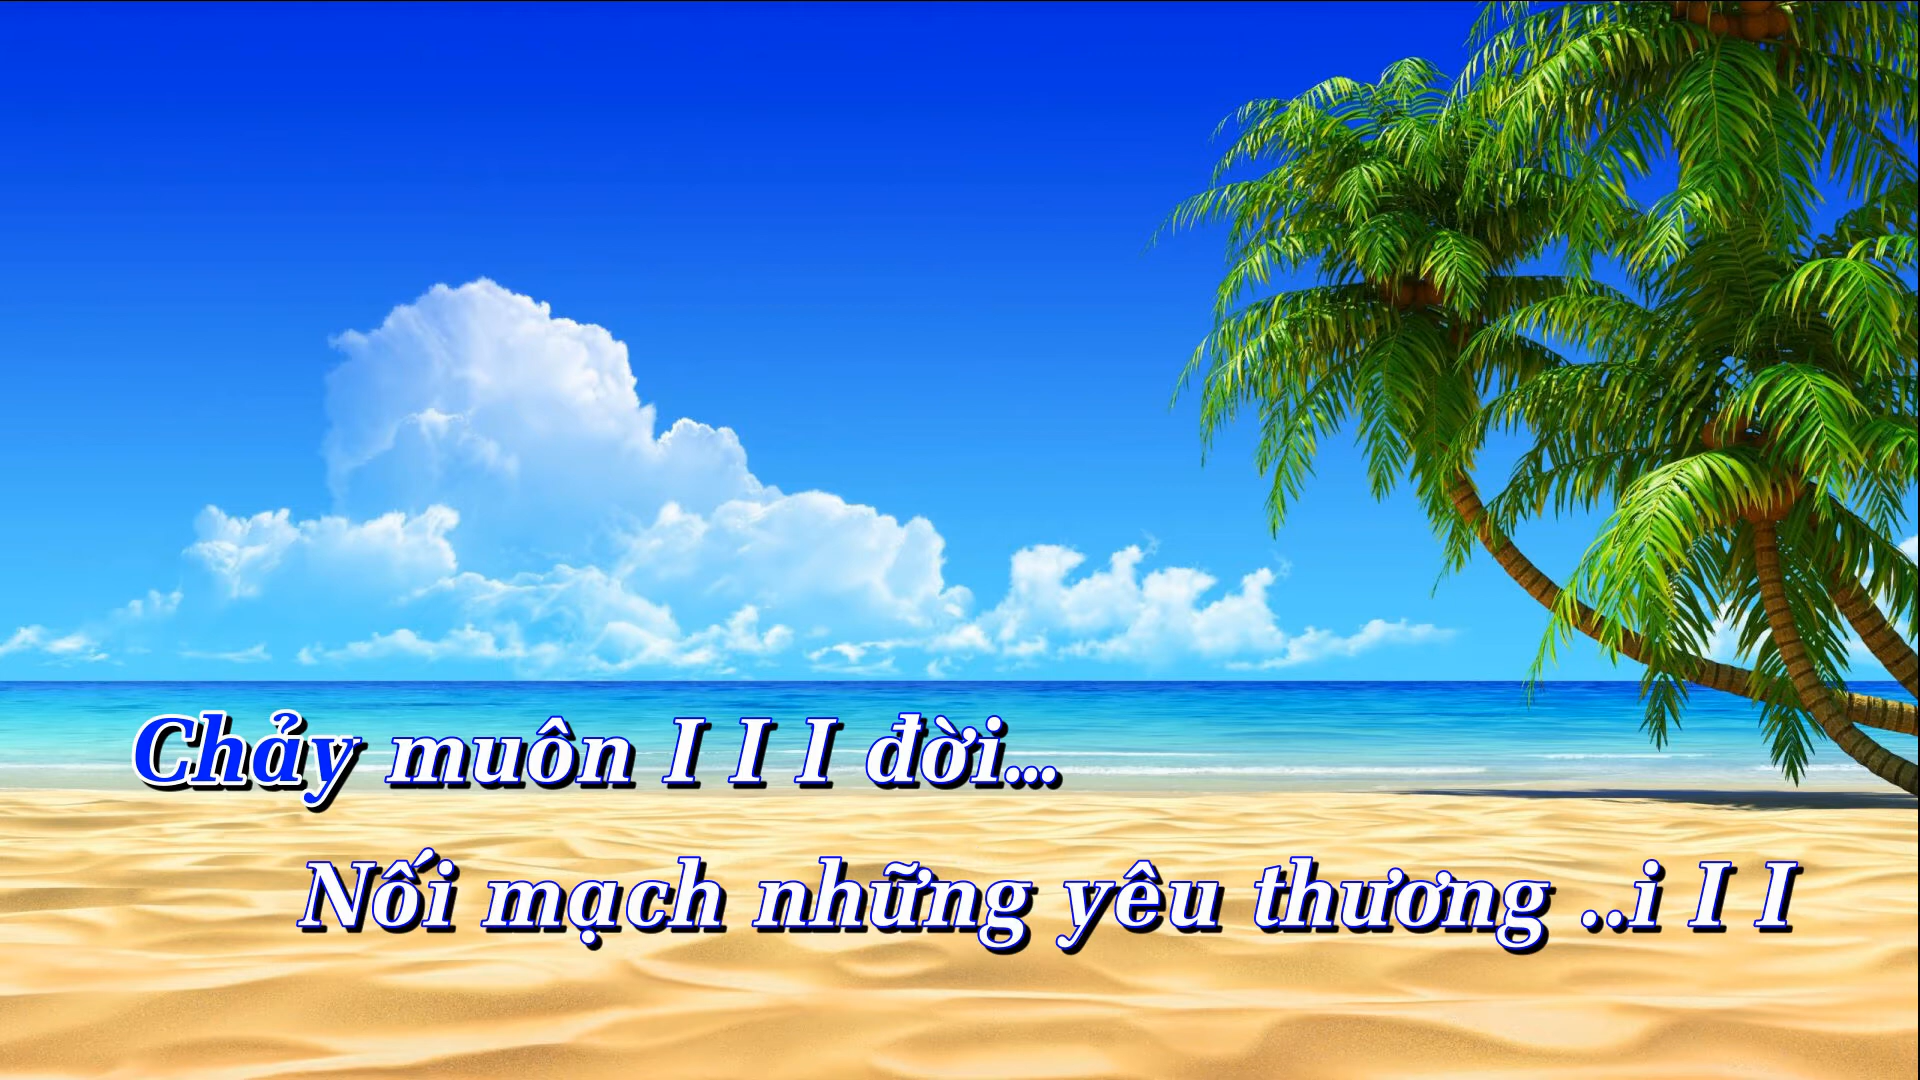 Chảy muôn I I I đời...
Nối mạch những yêu thương ..i I I